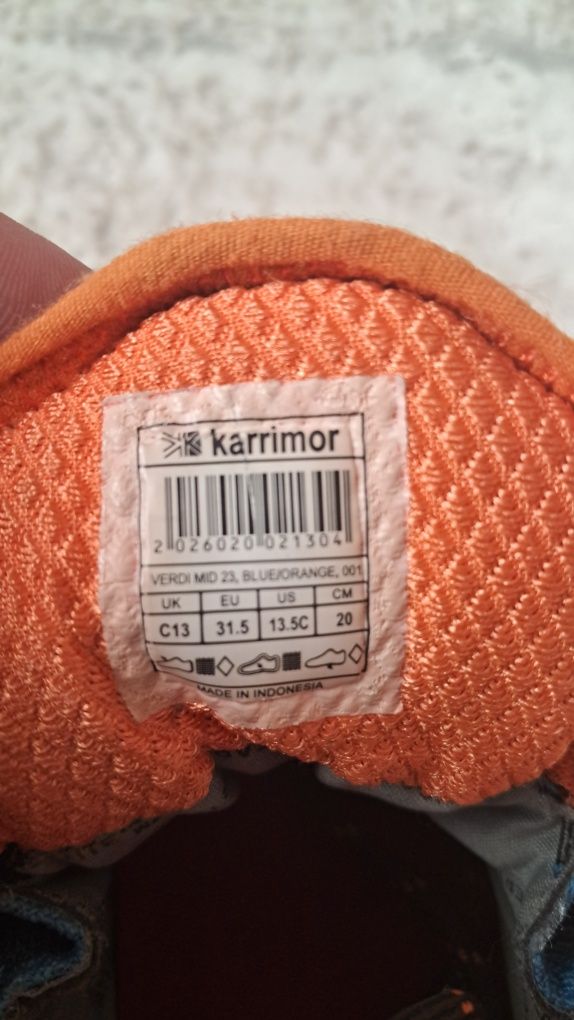 karrimor
2 026020 021304
VERDI MID 23, BLUE/ORANGE, 001
UK EU US CM
C13 31.5 13.5C 20
MADE IN INDONESIA